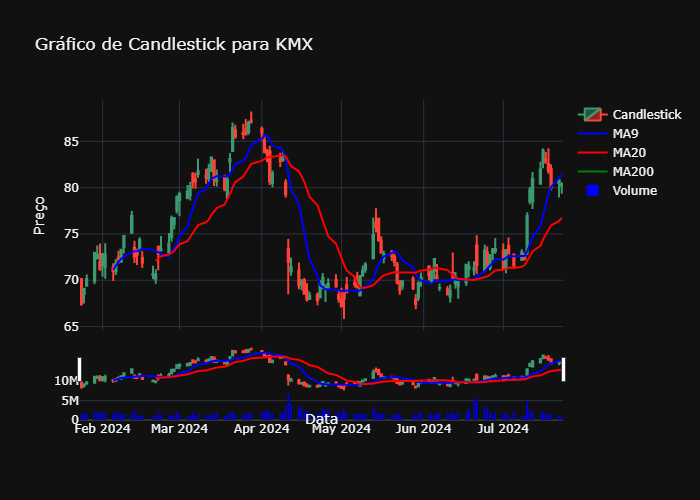 Gráfico de Candlestick para KMX
Candlestick
MA9
MA20
MA200
Volume
Preço
85
80
75
70
65
10M
5M
0
Data
Feb 2024
Mar 2024
Apr 2024
May 2024
Jun 2024
Jul 2024